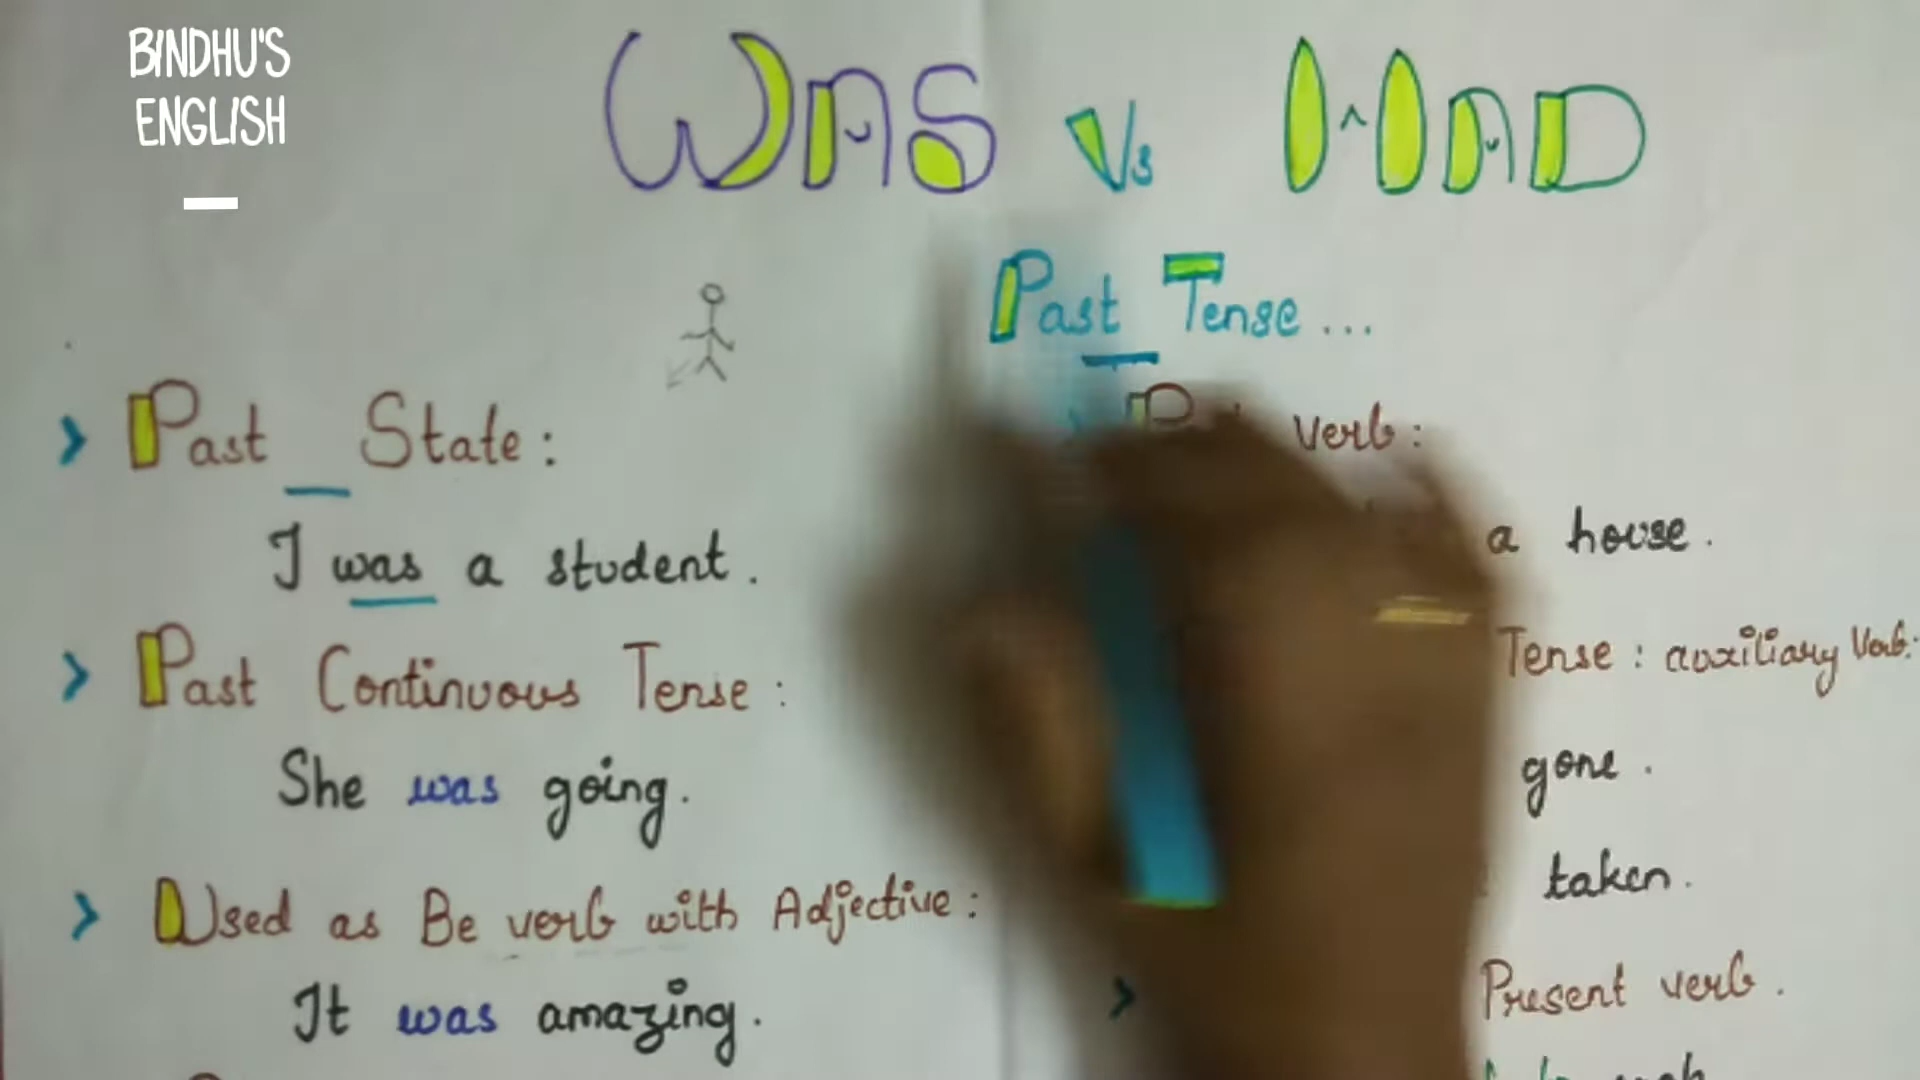 BINDHU'S
ENGLISH
WAS Vs HAD
Past Tense ...
> Past State :
I was a student .
> Past Continuous Tense :
She was going .
> Used as Be verb with Adjective :
It was amazing .
verb :
a house .
Tense : auxiliary Verb.
gone .
taken .
> Present verb .